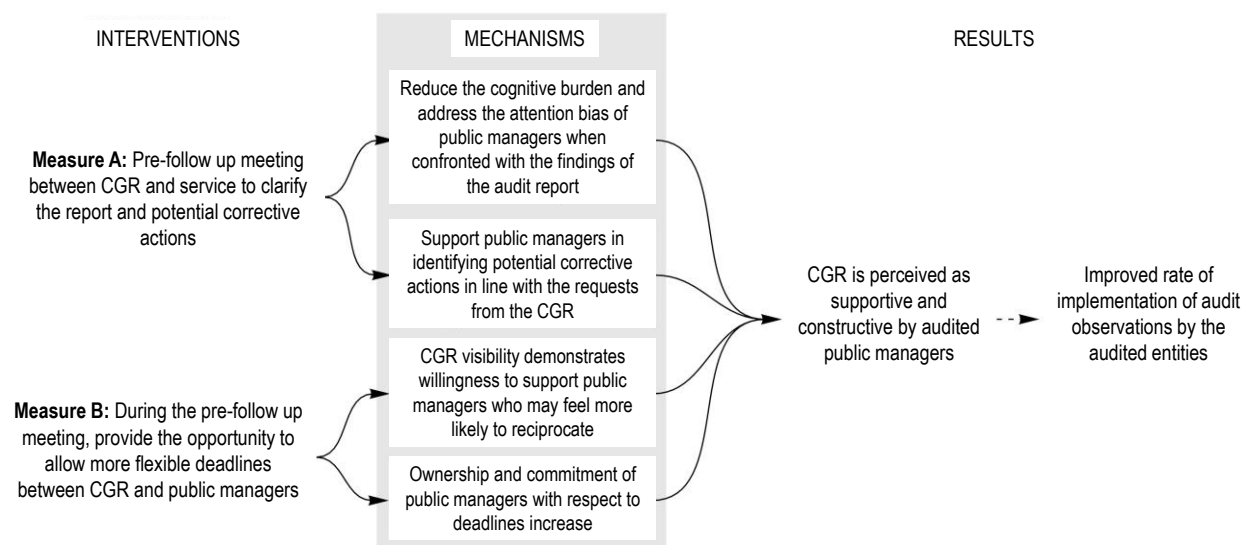 INTERVENTIONS
MECHANISMS
RESULTS
Measure A: Pre-follow up meeting
between CGR and service to clarify
the report and potential corrective
actions
Measure B: During the pre-follow up
meeting, provide the opportunity to
allow more flexible deadlines
between CGR and public managers
Reduce the cognitive burden and
address the attention bias of
public managers when
confronted with the findings of
the audit report
Support public managers in
identifying potential corrective
actions in line with the requests
from the CGR
CGR visibility demonstrates
willingness to support public
managers who may feel more
likely to reciprocate
Ownership and commitment of
public managers with respect to
deadlines increase
CGR is perceived as
supportive and
constructive by audited
public managers
Improved rate of
implementation of audit
observations by the
audited entities